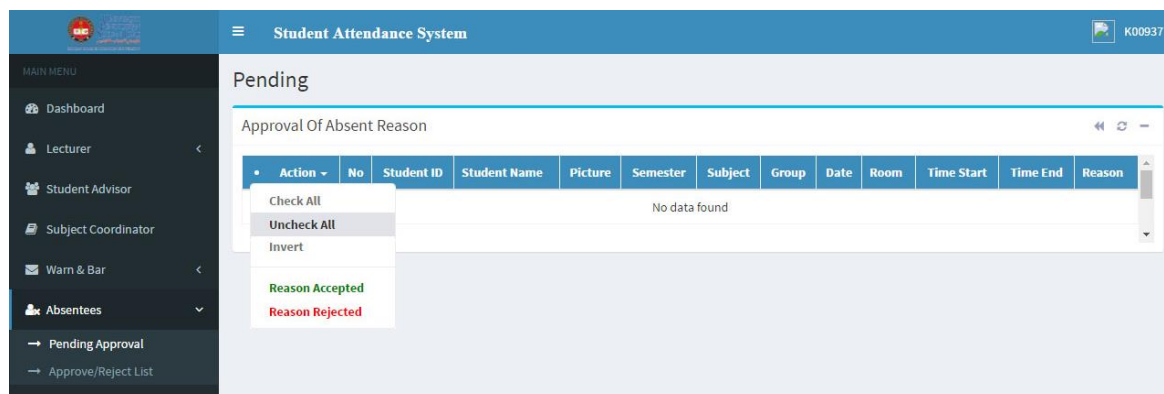 QC
Student Attendance System
K00937
MAIN MENU
Dashboard
Lecturer
Student Advisor
Subject Coordinator
Warn & Bar
Absentees
Pending Approval
Approve/Reject List
Pending
Approval Of Absent Reason
Action No Student ID Student Name Picture Semester Subject Group Date Room Time Start Time End Reason
No data found
Check All
Uncheck All
Invert
Reason Accepted
Reason Rejected